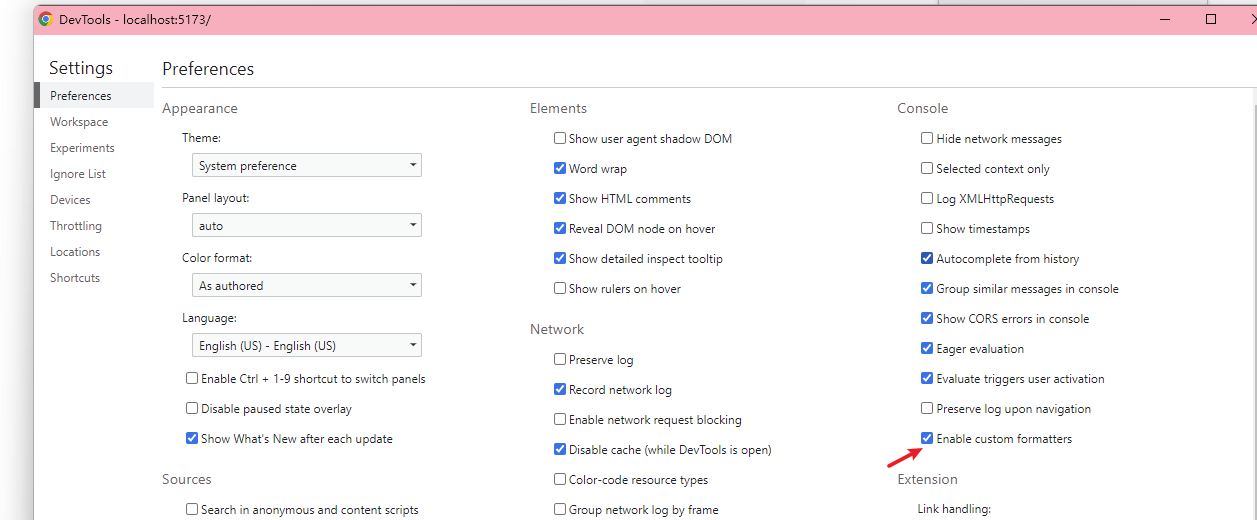 DevTools - localhost:5173/
Settings
Preferences
Workspace
Experiments
Ignore List
Devices
Throttling
Locations
Shortcuts
Preferences
Appearance
Theme:
System preference
Panel layout:
auto
Color format:
As authored
Language:
English (US) - English (US)
Enable Ctrl + 1-9 shortcut to switch panels
Disable paused state overlay
Show What's New after each update
Sources
Search in anonymous and content scripts
Elements
Show user agent shadow DOM
Word wrap
Show HTML comments
Reveal DOM node on hover
Show detailed inspect tooltip
Show rulers on hover
Network
Preserve log
Record network log
Enable network request blocking
Disable cache (while DevTools is open)
Color-code resource types
Group network log by frame
Console
Hide network messages
Selected context only
Log XMLHttpRequests
Show timestamps
Autocomplete from history
Group similar messages in console
Show CORS errors in console
Eager evaluation
Evaluate triggers user activation
Preserve log upon navigation
Enable custom formatters
Extension
Link handling: